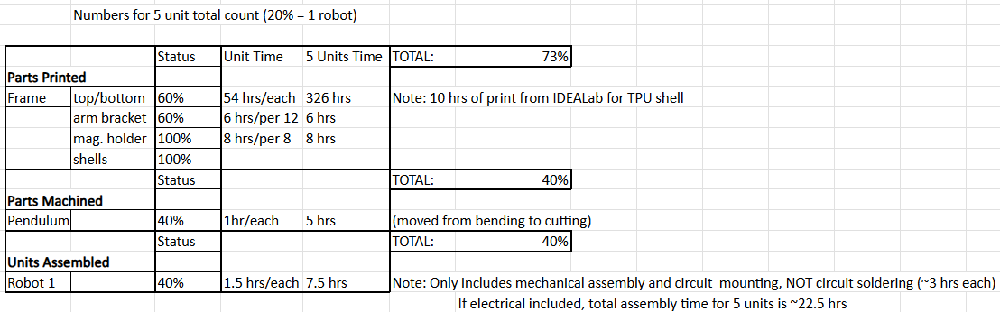 Numbers for 5 unit total count (20% = 1 robot)
Status Unit Time 5 Units Time TOTAL: 73%
Parts Printed
Frame top/bottom 60% 54 hrs/each 326 hrs Note: 10 hrs of print from IDEALab for TPU shell
arm bracket 60% 6 hrs/per 12 6 hrs
mag. holder 100% 8 hrs/per 8 8 hrs
shells 100%
Status TOTAL: 40%
Parts Machined
Pendulum 40% 1hr/each 5 hrs (moved from bending to cutting)
Status TOTAL: 40%
Units Assembled
Robot 1 40% 1.5 hrs/each 7.5 hrs Note: Only includes mechanical assembly and circuit mounting, NOT circuit soldering (~3 hrs each)
If electrical included, total assembly time for 5 units is ~22.5 hrs